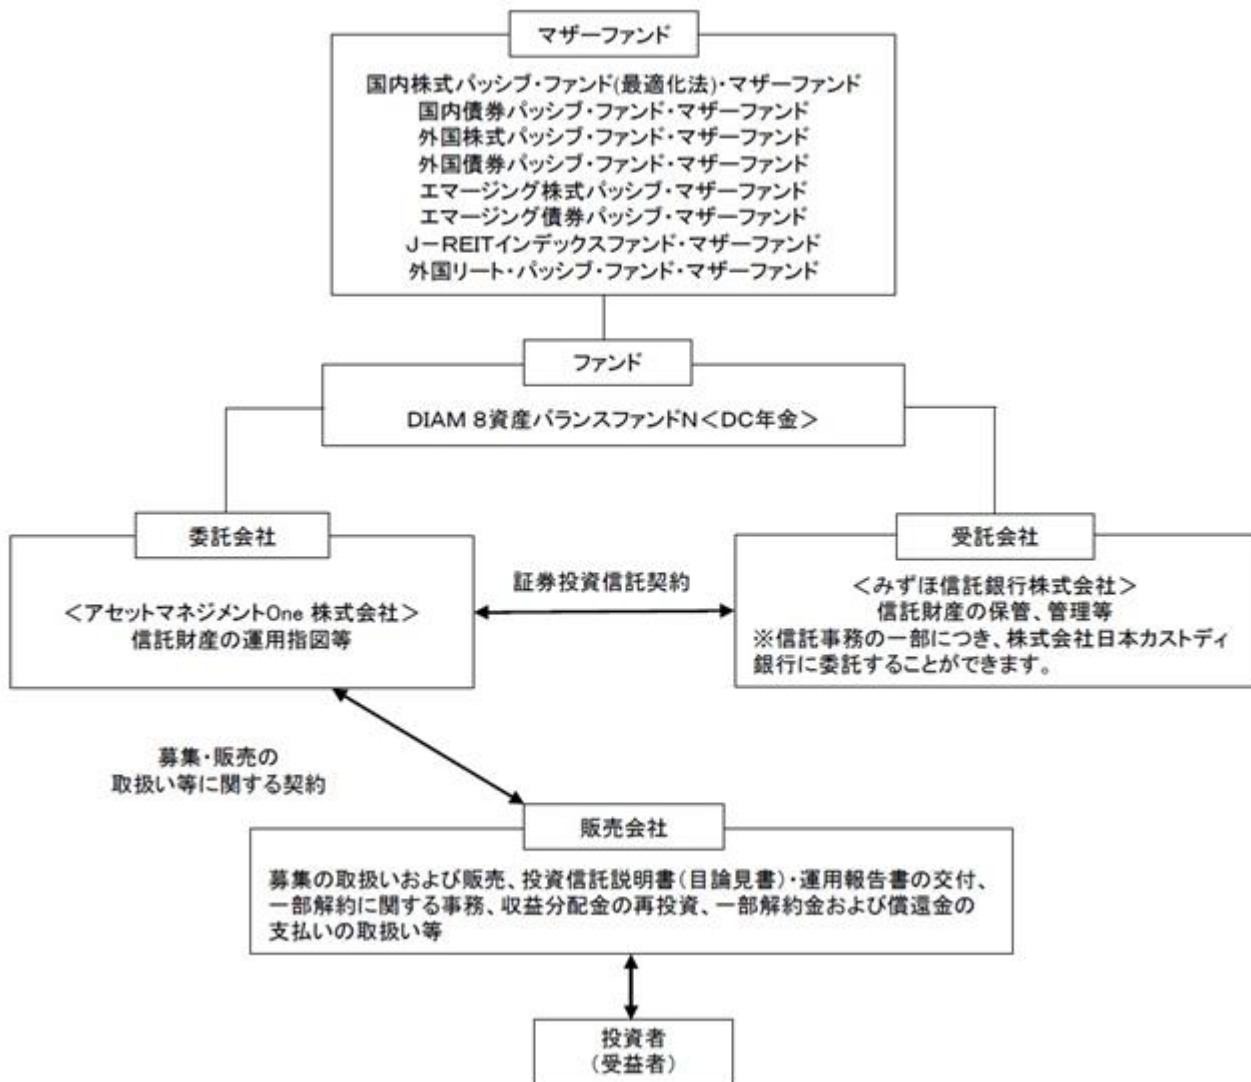 マザーファンド
国内株式パッシブ・ファンド(最適化法)・マザーファンド
国内債券パッシブ・ファンド・マザーファンド
外国株式パッシブ・ファンド・マザーファンド
外国債券パッシブ・ファンド・マザーファンド
エマージング株式パッシブ・マザーファンド
エマージング債券パッシブ・マザーファンド
J－REITインデックスファンド・マザーファンド
外国リート・パッシブ・ファンド・マザーファンド
ファンド
DIAM 8資産バランスファンドN＜DC年金＞
委託会社
＜アセットマネジメントOne 株式会社＞
信託財産の運用指図等
証券投資信託契約
受託会社
＜みずほ信託銀行株式会社＞
信託財産の保管、管理等
※信託事務の一部につき、株式会社日本カストディ
銀行に委託することができます。
募集・販売の
取扱い等に関する契約
販売会社
募集の取扱いおよび販売、投資信託説明書(目論見書)・運用報告書の交付、
一部解約に関する事務、収益分配金の再投資、一部解約金および償還金の
支払いの取扱い等
投資者
(受益者)